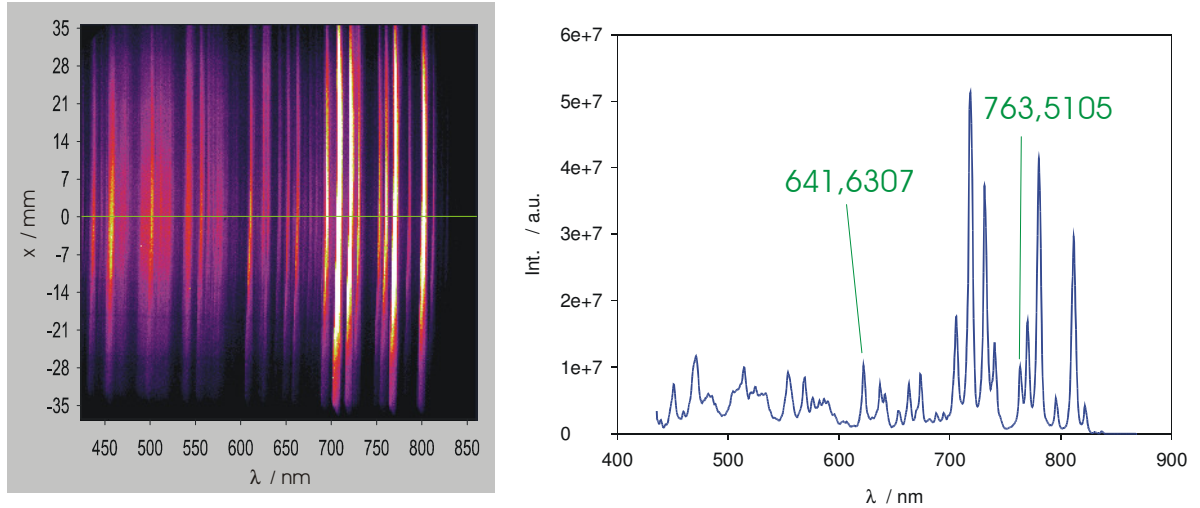 35
28
21
14
7
0
-7
-14
-21
-28
-35
x / mm
450 500 550 600 650 700 750 800 850
λ / nm
6e+7
5e+7
4e+7
3e+7
2e+7
1e+7
0
Int. / a.u.
763,5105
641,6307
400 500 600 700 800 900
λ / nm